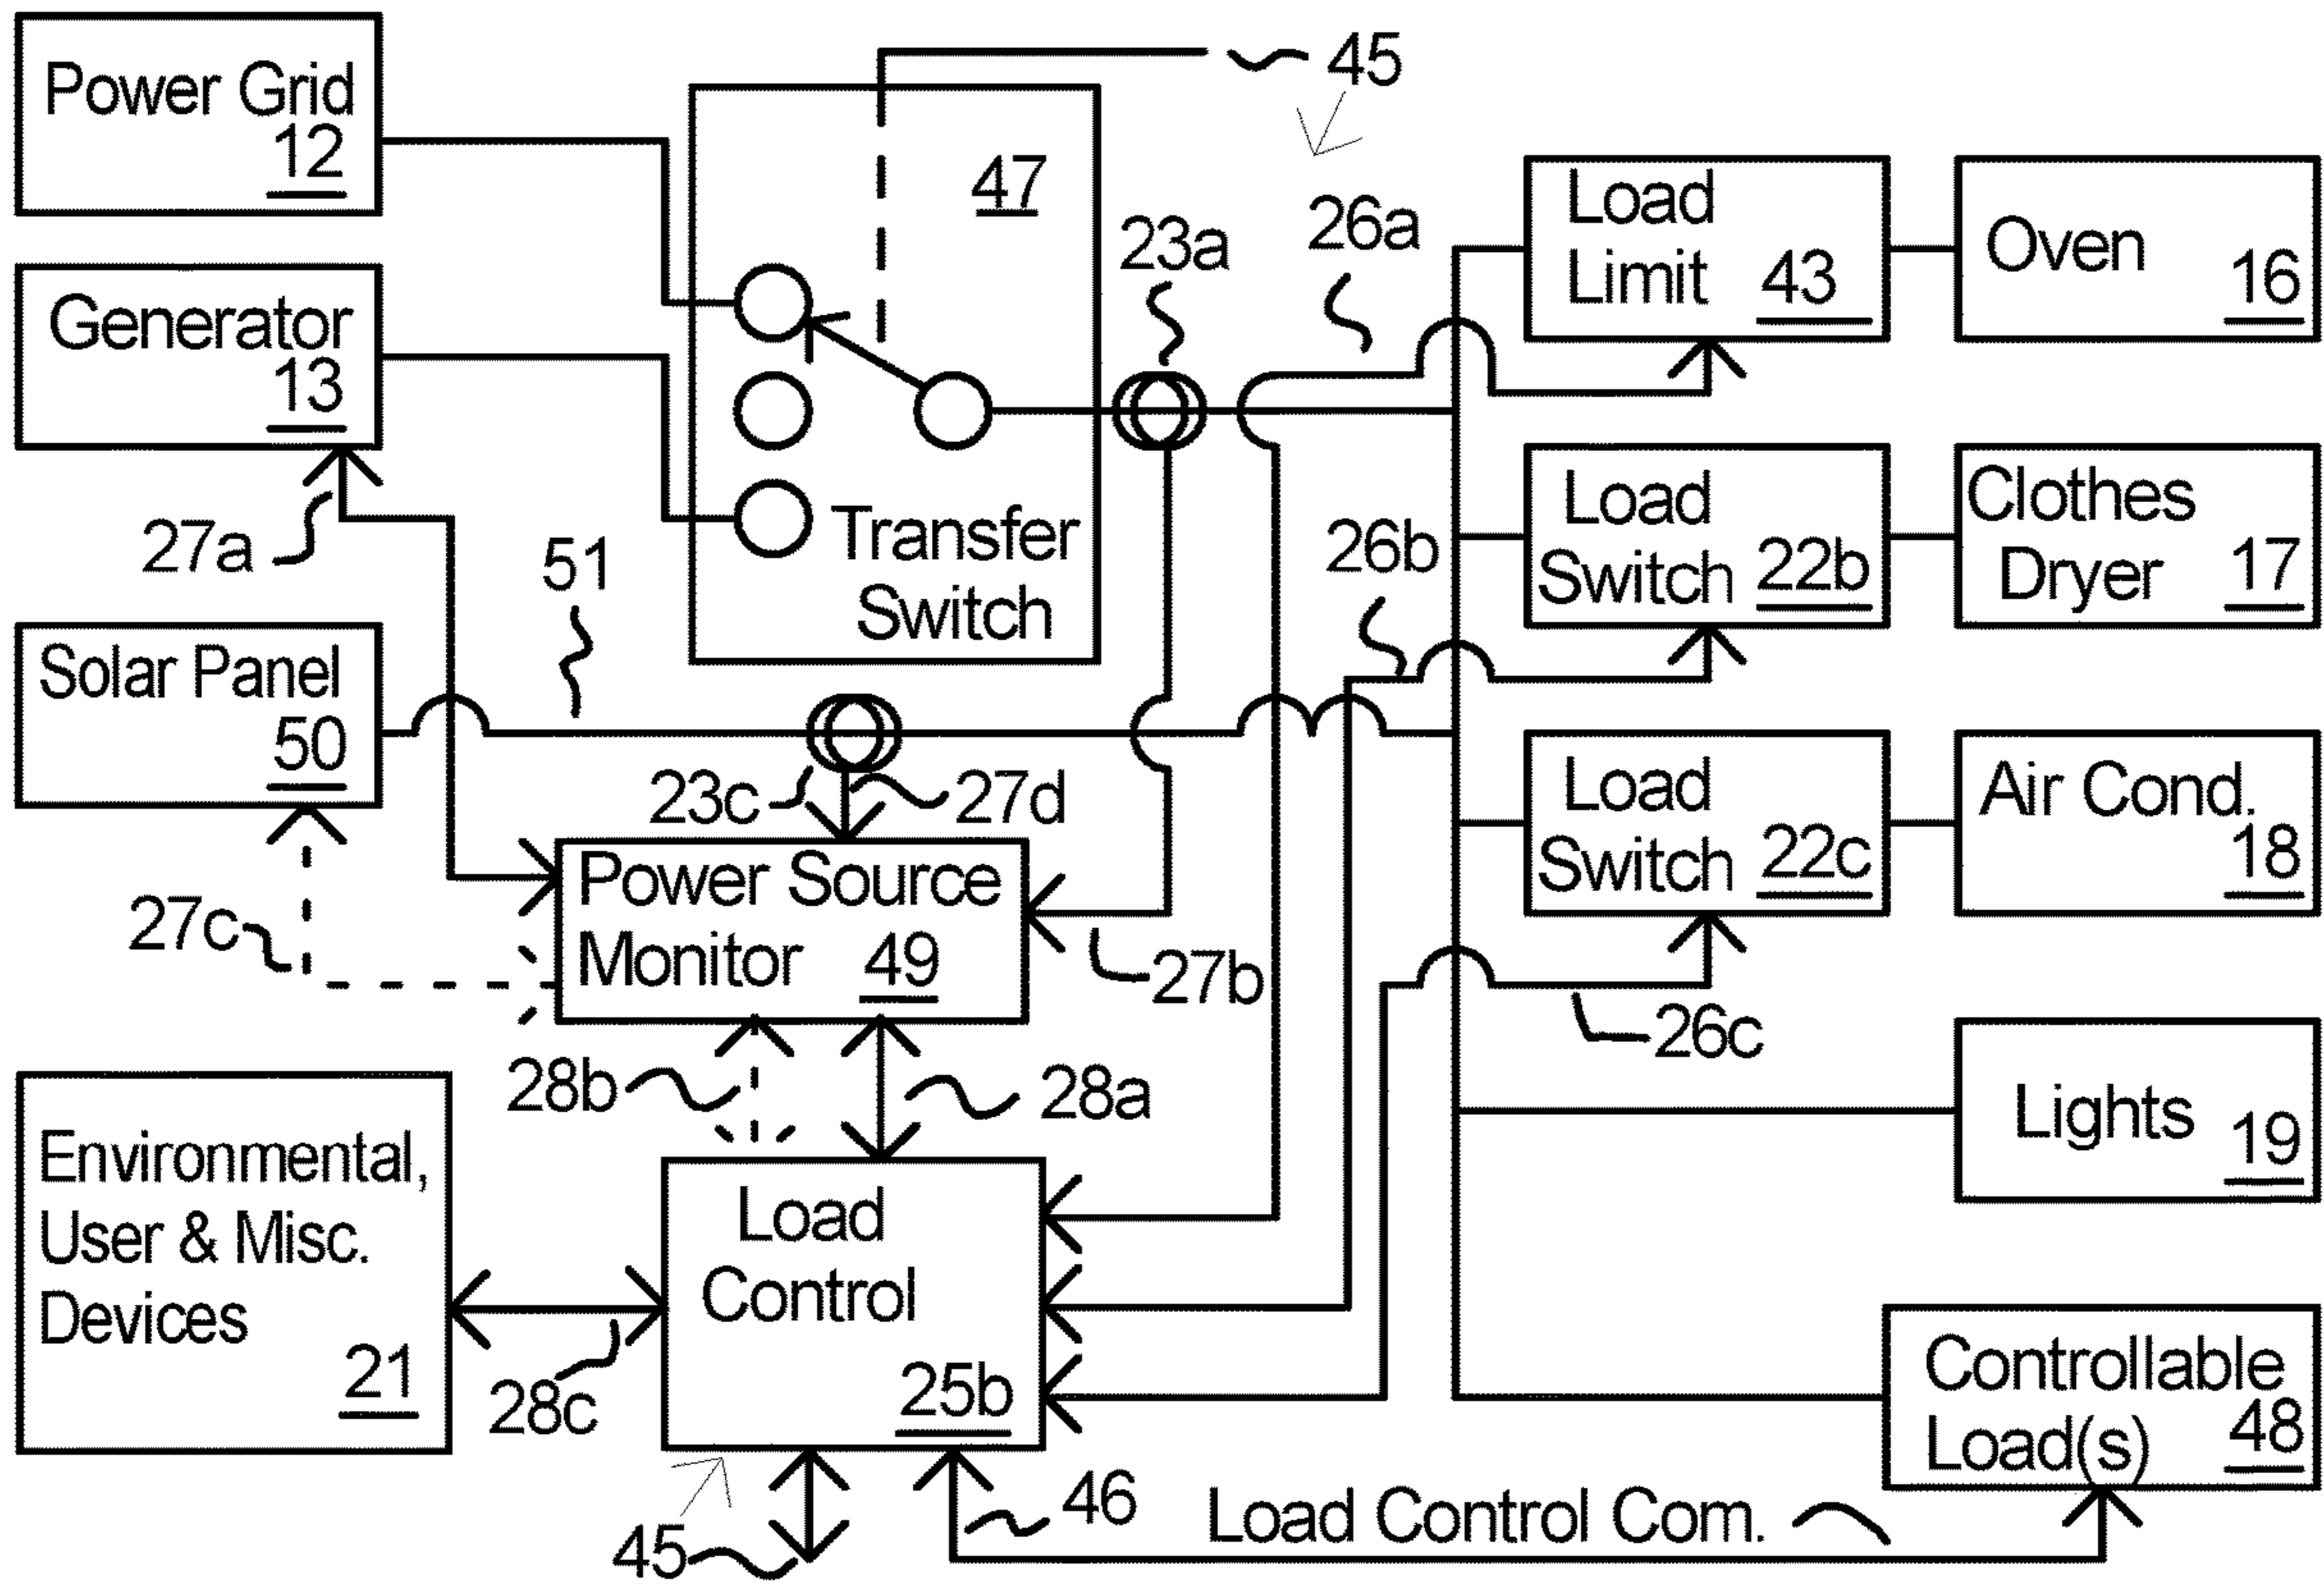 Power Grid
12
45
47
23a
26a
Load
Limit
43
Oven
16
Generator
13
27a
51
Transfer
Switch
26b
Load
Switch
22b
Clothes
Dryer
17
Solar Panel
50
23c
27d
Load
Switch
22c
Air Cond.
18
27c
Power Source
Monitor
49
27b
26c
28b
28a
Lights
19
Environmental,
User & Misc.
Devices
21
28c
Load
Control
25b
Controllable
Load(s)
48
45
46
Load Control Com.